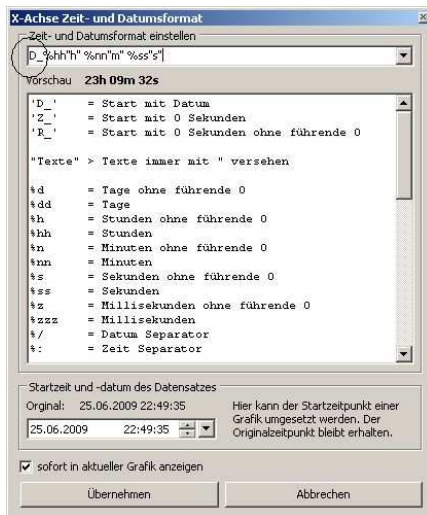 X-Achse Zeit- und Datumsformat
Zeit- und Datumsformat einstellen
D_%hh"h" %nn"m" %ss"s"
Vorschau 23h 09m 32s
'D_' = Start mit Datum
'Z_' = Start mit 0 Sekunden
'R_' = Start mit 0 Sekunden ohne führende 0
"Texte" > Texte immer mit " versehen
%d = Tage ohne führende 0
%dd = Tage
%h = Stunden ohne führende 0
%hh = Stunden
%n = Minuten ohne führende 0
%nn = Minuten
%s = Sekunden ohne führende 0
%ss = Sekunden
%z = Millisekunden ohne führende 0
%zzz = Millisekunden
%/ = Datum Separator
%: = Zeit Separator
Startzeit und -datum des Datensatzes
Orginal: 25.06.2009 22:49:35
25.06.2009 22:49:35
Hier kann der Startzeitpunkt einer
Grafik umgesetzt werden. Der
Originalzeitpunkt bleibt erhalten.
sofort in aktueller Grafik anzeigen
Übernehmen
Abbrechen